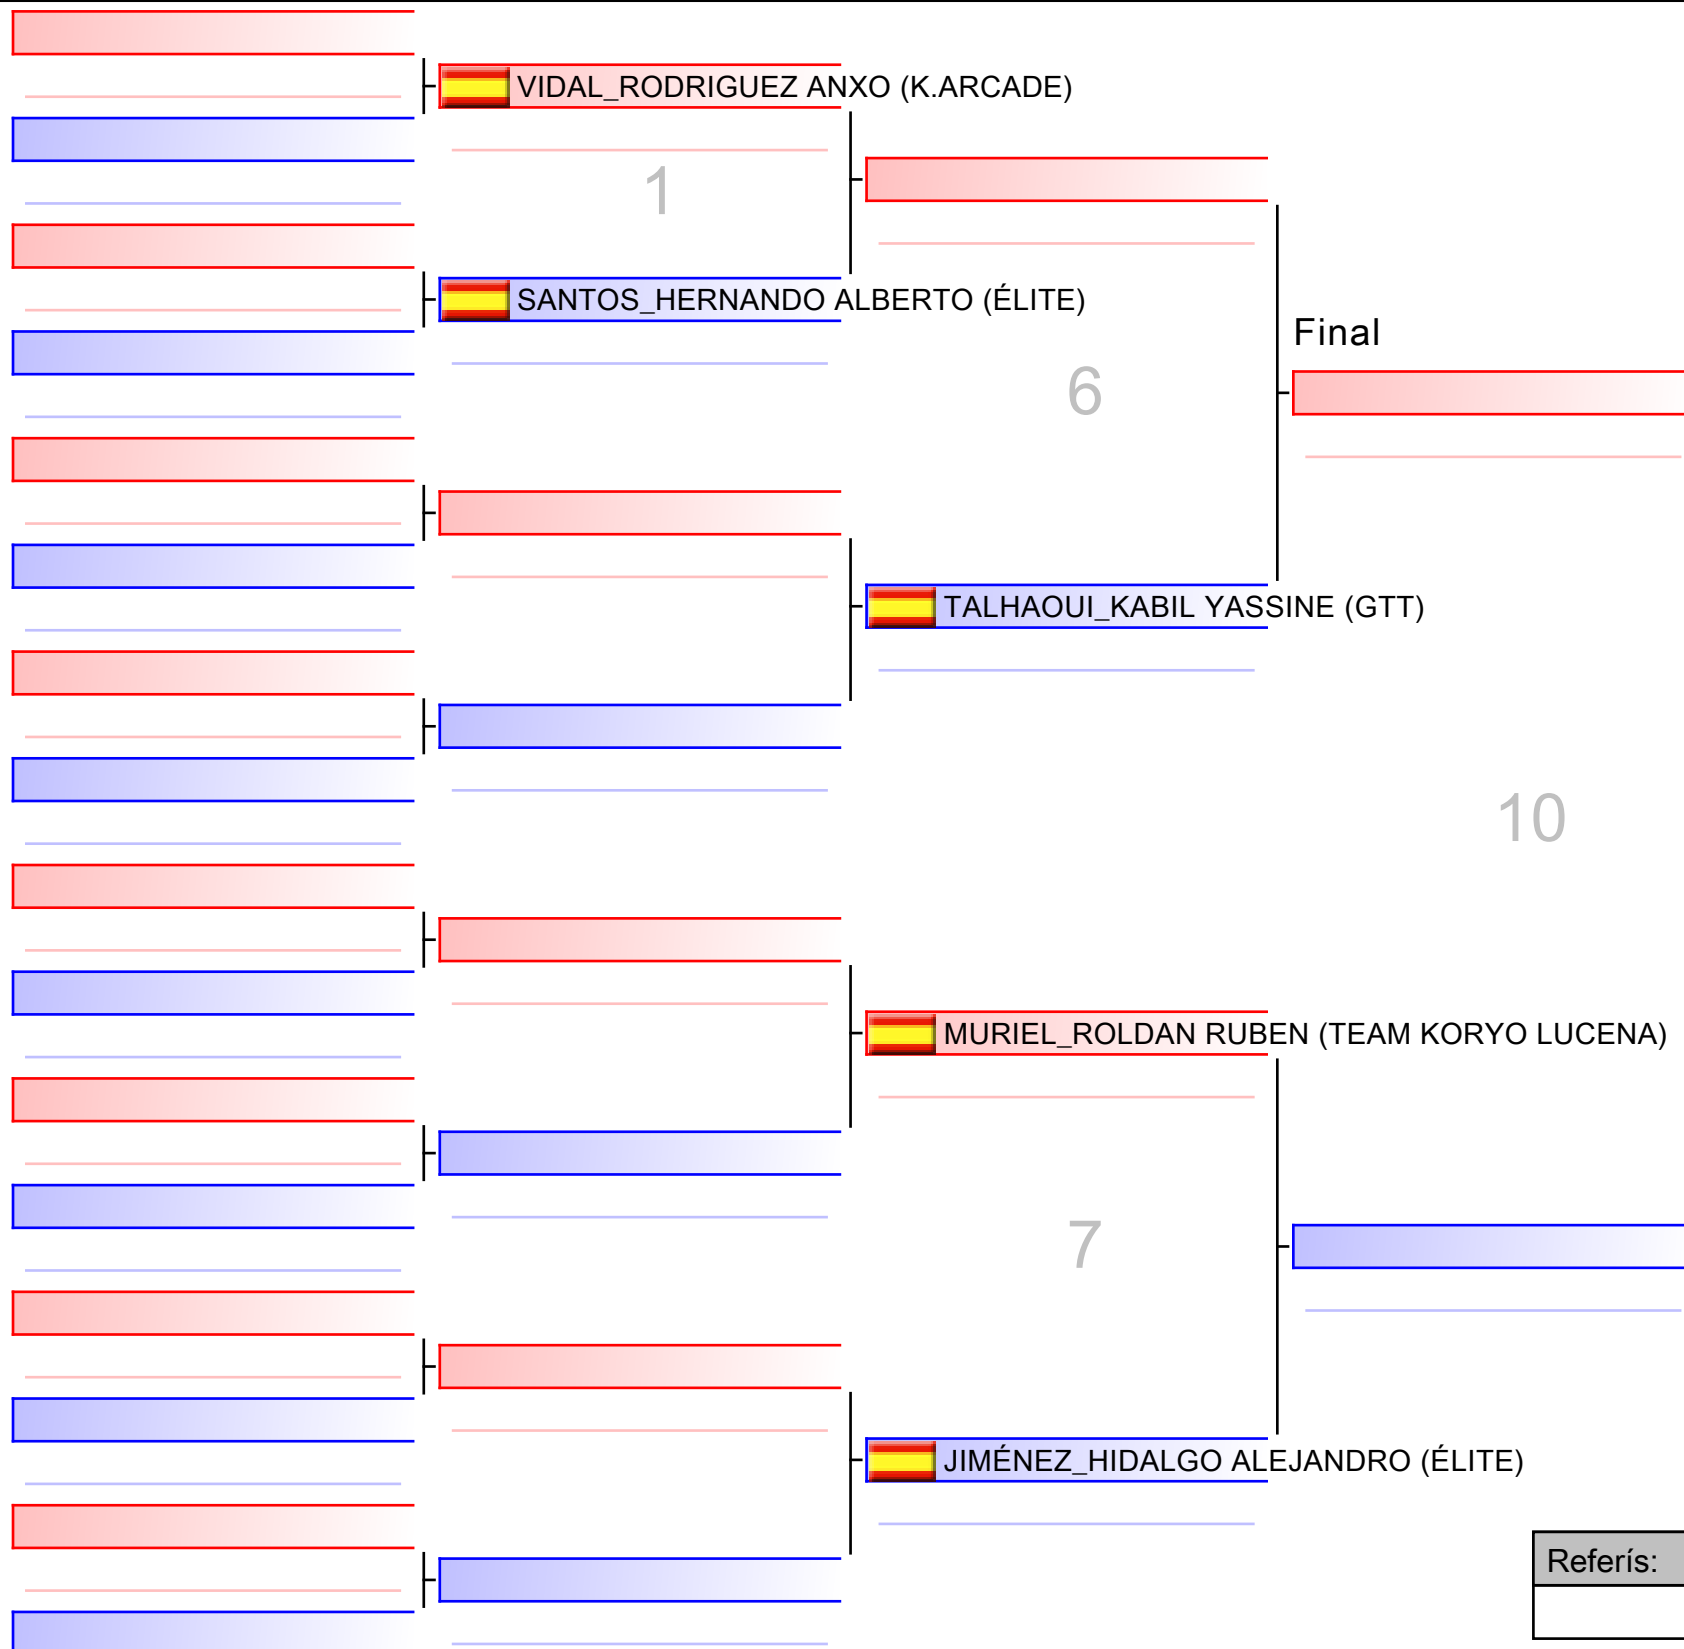 VIDAL_RODRIGUEZ ANXO (K.ARCADE)
1
SANTOS_HERNANDO ALBERTO (ÉLITE)
Final
6
TALHAOUI_KABIL YASSINE (GTT)
10
MURIEL_ROLDAN RUBEN (TEAM KORYO LUCENA)
7
JIMÉNEZ_HIDALGO ALEJANDRO (ÉLITE)
Referís: